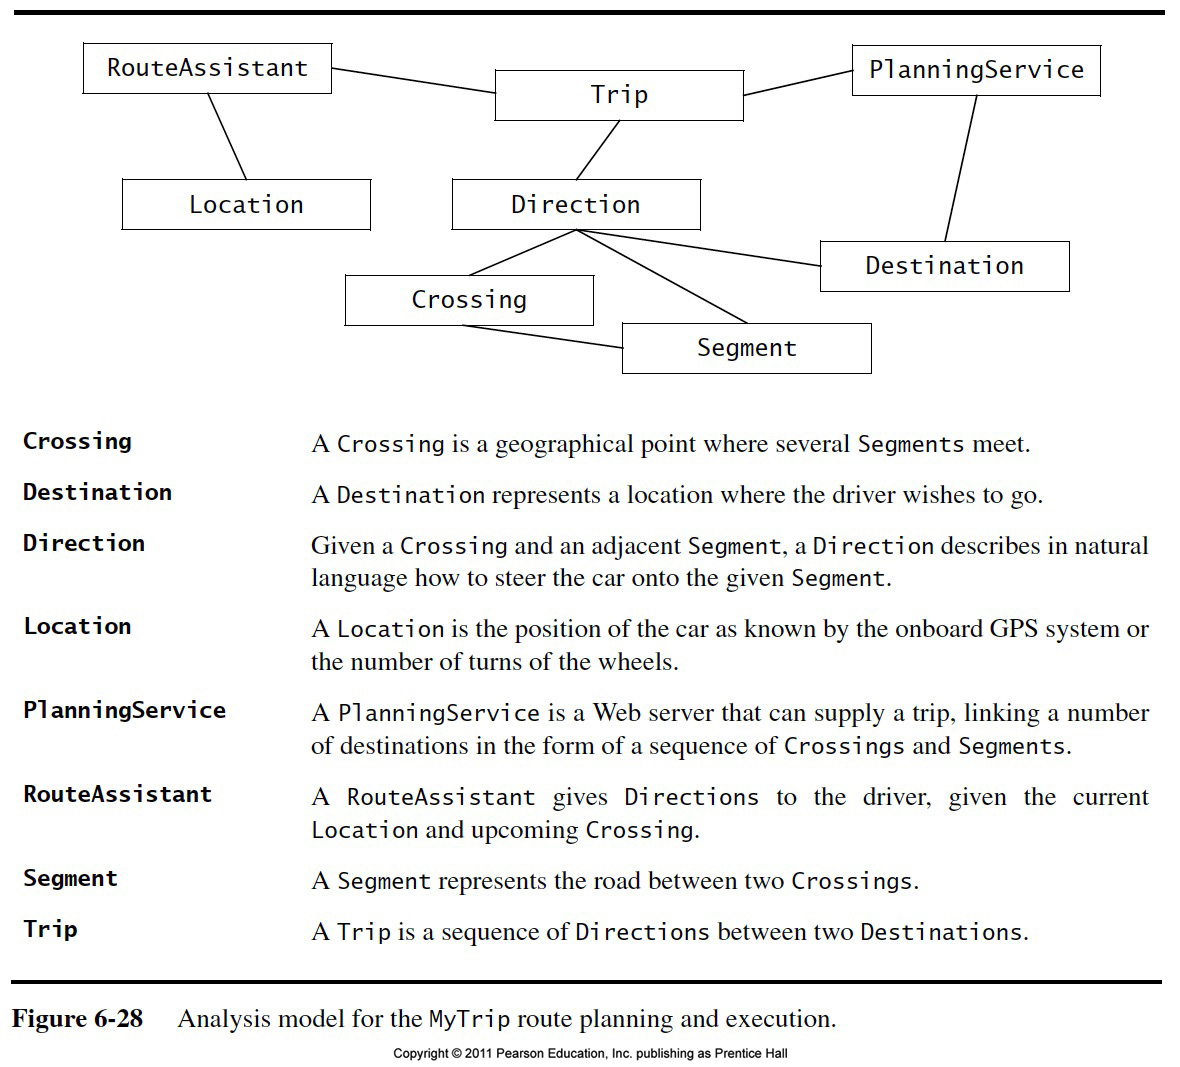 RouteAssistant
Trip
PlanningService
Location
Direction
Destination
Crossing
Segment
Crossing A Crossing is a geographical point where several Segments meet.
Destination A Destination represents a location where the driver wishes to go.
Direction Given a Crossing and an adjacent Segment, a Direction describes in natural
language how to steer the car onto the given Segment.
Location A Location is the position of the car as known by the onboard GPS system or
the number of turns of the wheels.
PlanningService A PlanningService is a Web server that can supply a trip, linking a number
of destinations in the form of a sequence of Crossings and Segments.
RouteAssistant A RouteAssistant gives Directions to the driver, given the current
Location and upcoming Crossing.
Segment A Segment represents the road between two Crossings.
Trip A Trip is a sequence of Directions between two Destinations.
Figure 6-28 Analysis model for the MyTrip route planning and execution.
Copyright © 2011 Pearson Education, Inc. publishing as Prentice Hall